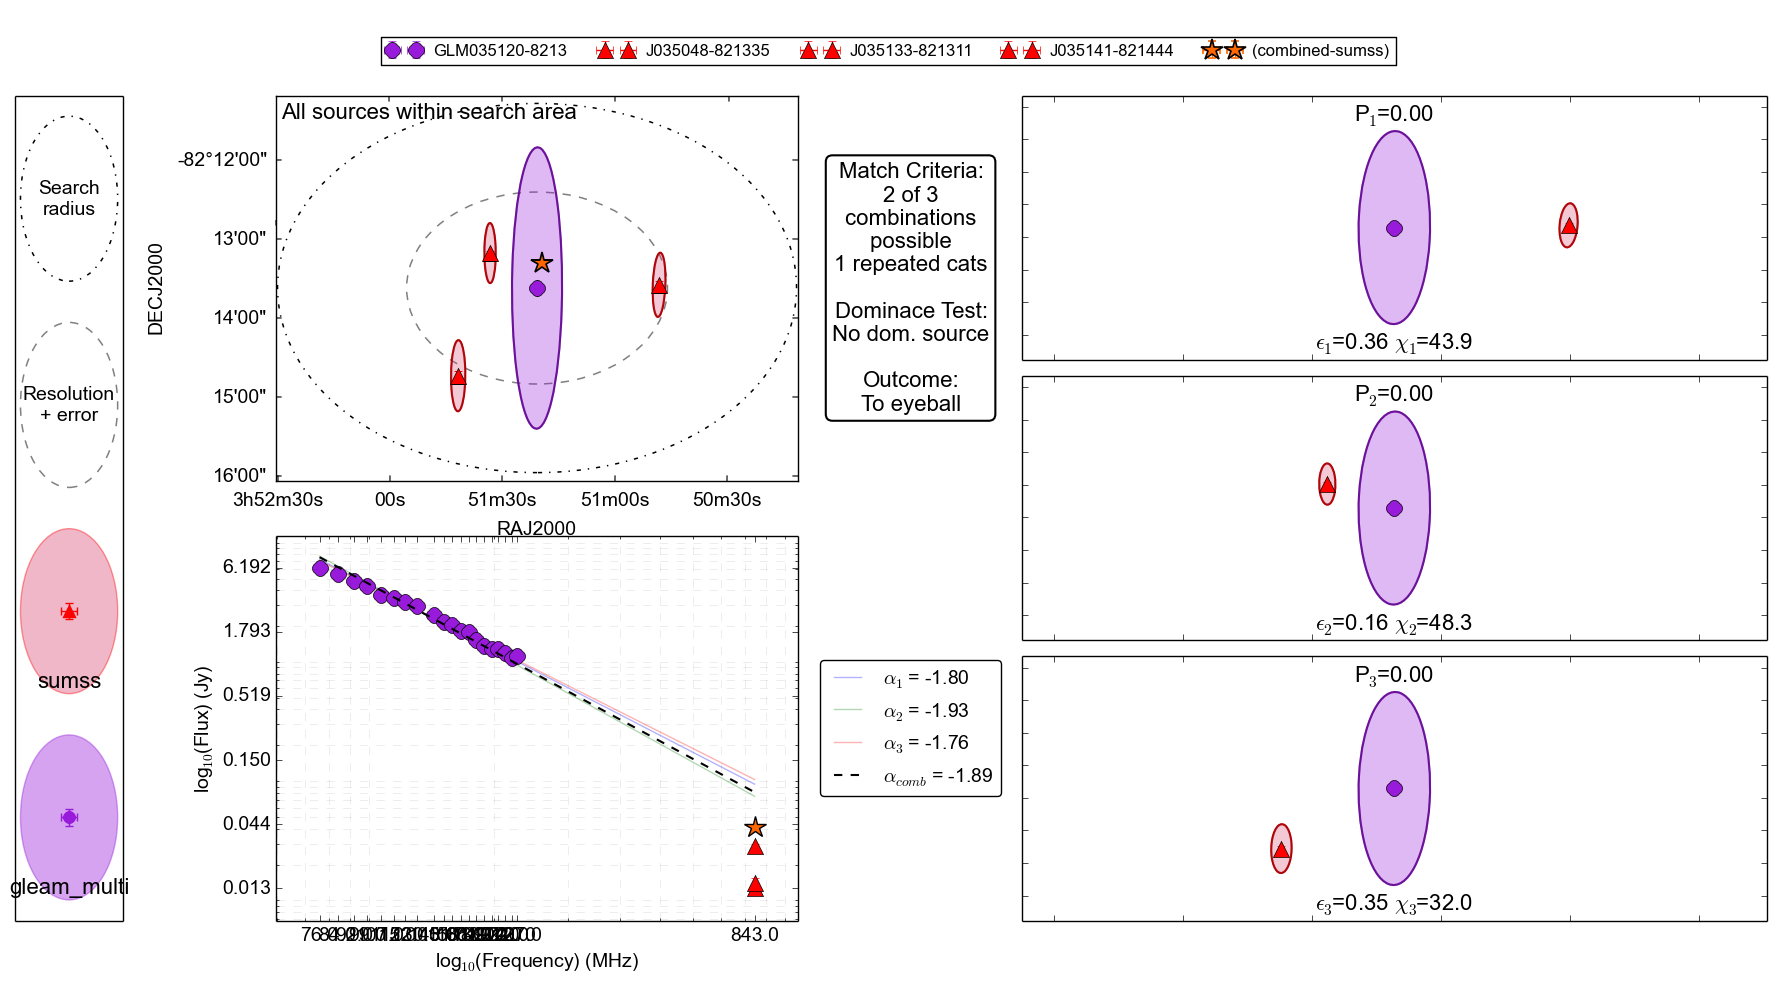 GLM035120-8213 J035048-821335 J035133-821311 J035141-821444 (combined-sumss)
Search
radius
Resolution
+ error
sumss
gleam_multi
All sources within search area
DECJ2000
-82°12'00"
13'00"
14'00"
15'00"
16'00"
3h52m30s 00s 51m30s 51m00s 50m30s
RAJ2000
Match Criteria:
2 of 3
combinations
possible
1 repeated cats
Dominace Test:
No dom. source
Outcome:
To eyeball
log10(Flux) (Jy)
6.192
1.793
0.519
0.150
0.044
0.013
843.0
log10(Frequency) (MHz)
α1 = -1.80
α2 = -1.93
α3 = -1.76
αcomb = -1.89
P1=0.00
ϵ1=0.36 χ1=43.9
P2=0.00
ϵ2=0.16 χ2=48.3
P3=0.00
ϵ3=0.35 χ3=32.0